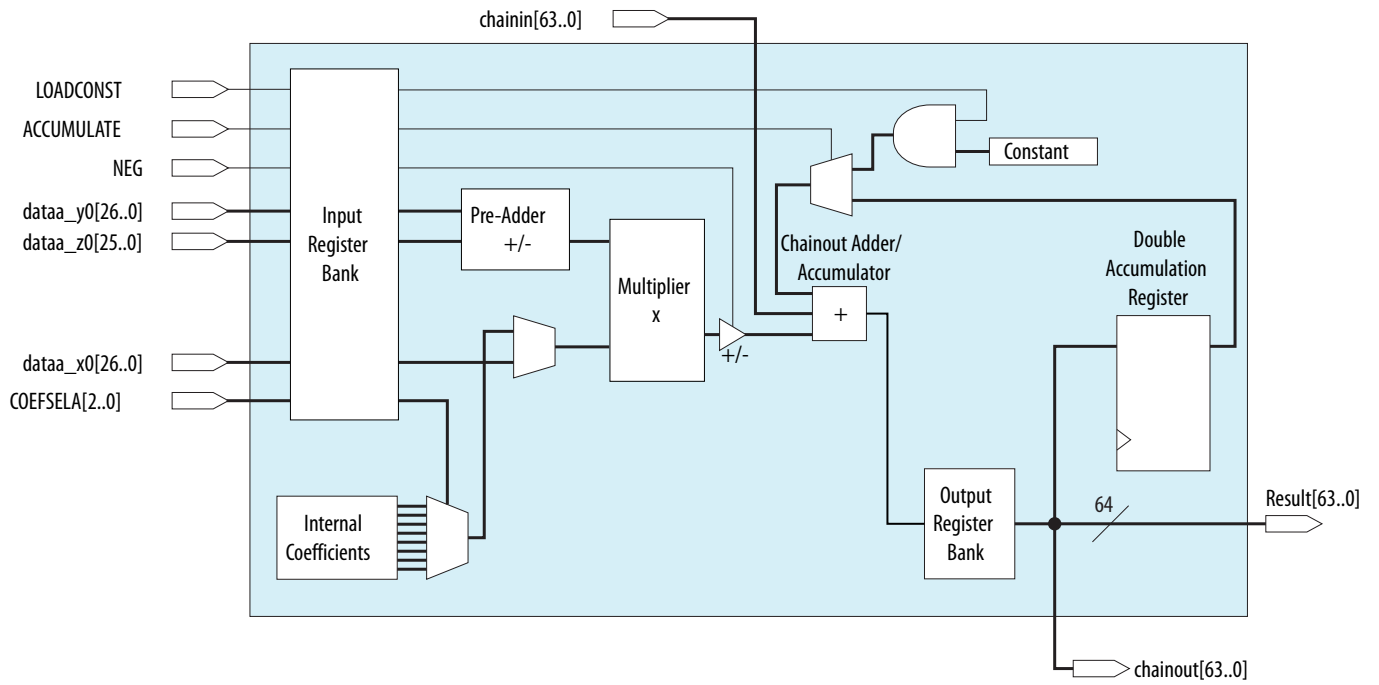 chainin[63..0]
LOADCONST
ACCUMULATE
NEG
dataa_y0[26..0]
dataa_z0[25..0]
dataa_x0[26..0]
COEFSELA[2..0]
Input
Register
Bank
Pre-Adder
+/-
Multiplier
x
+/-
Constant
Chainout Adder/
Accumulator
+
Double
Accumulation
Register
Internal
Coefficients
Output
Register
Bank
64
Result[63..0]
chainout[63..0]